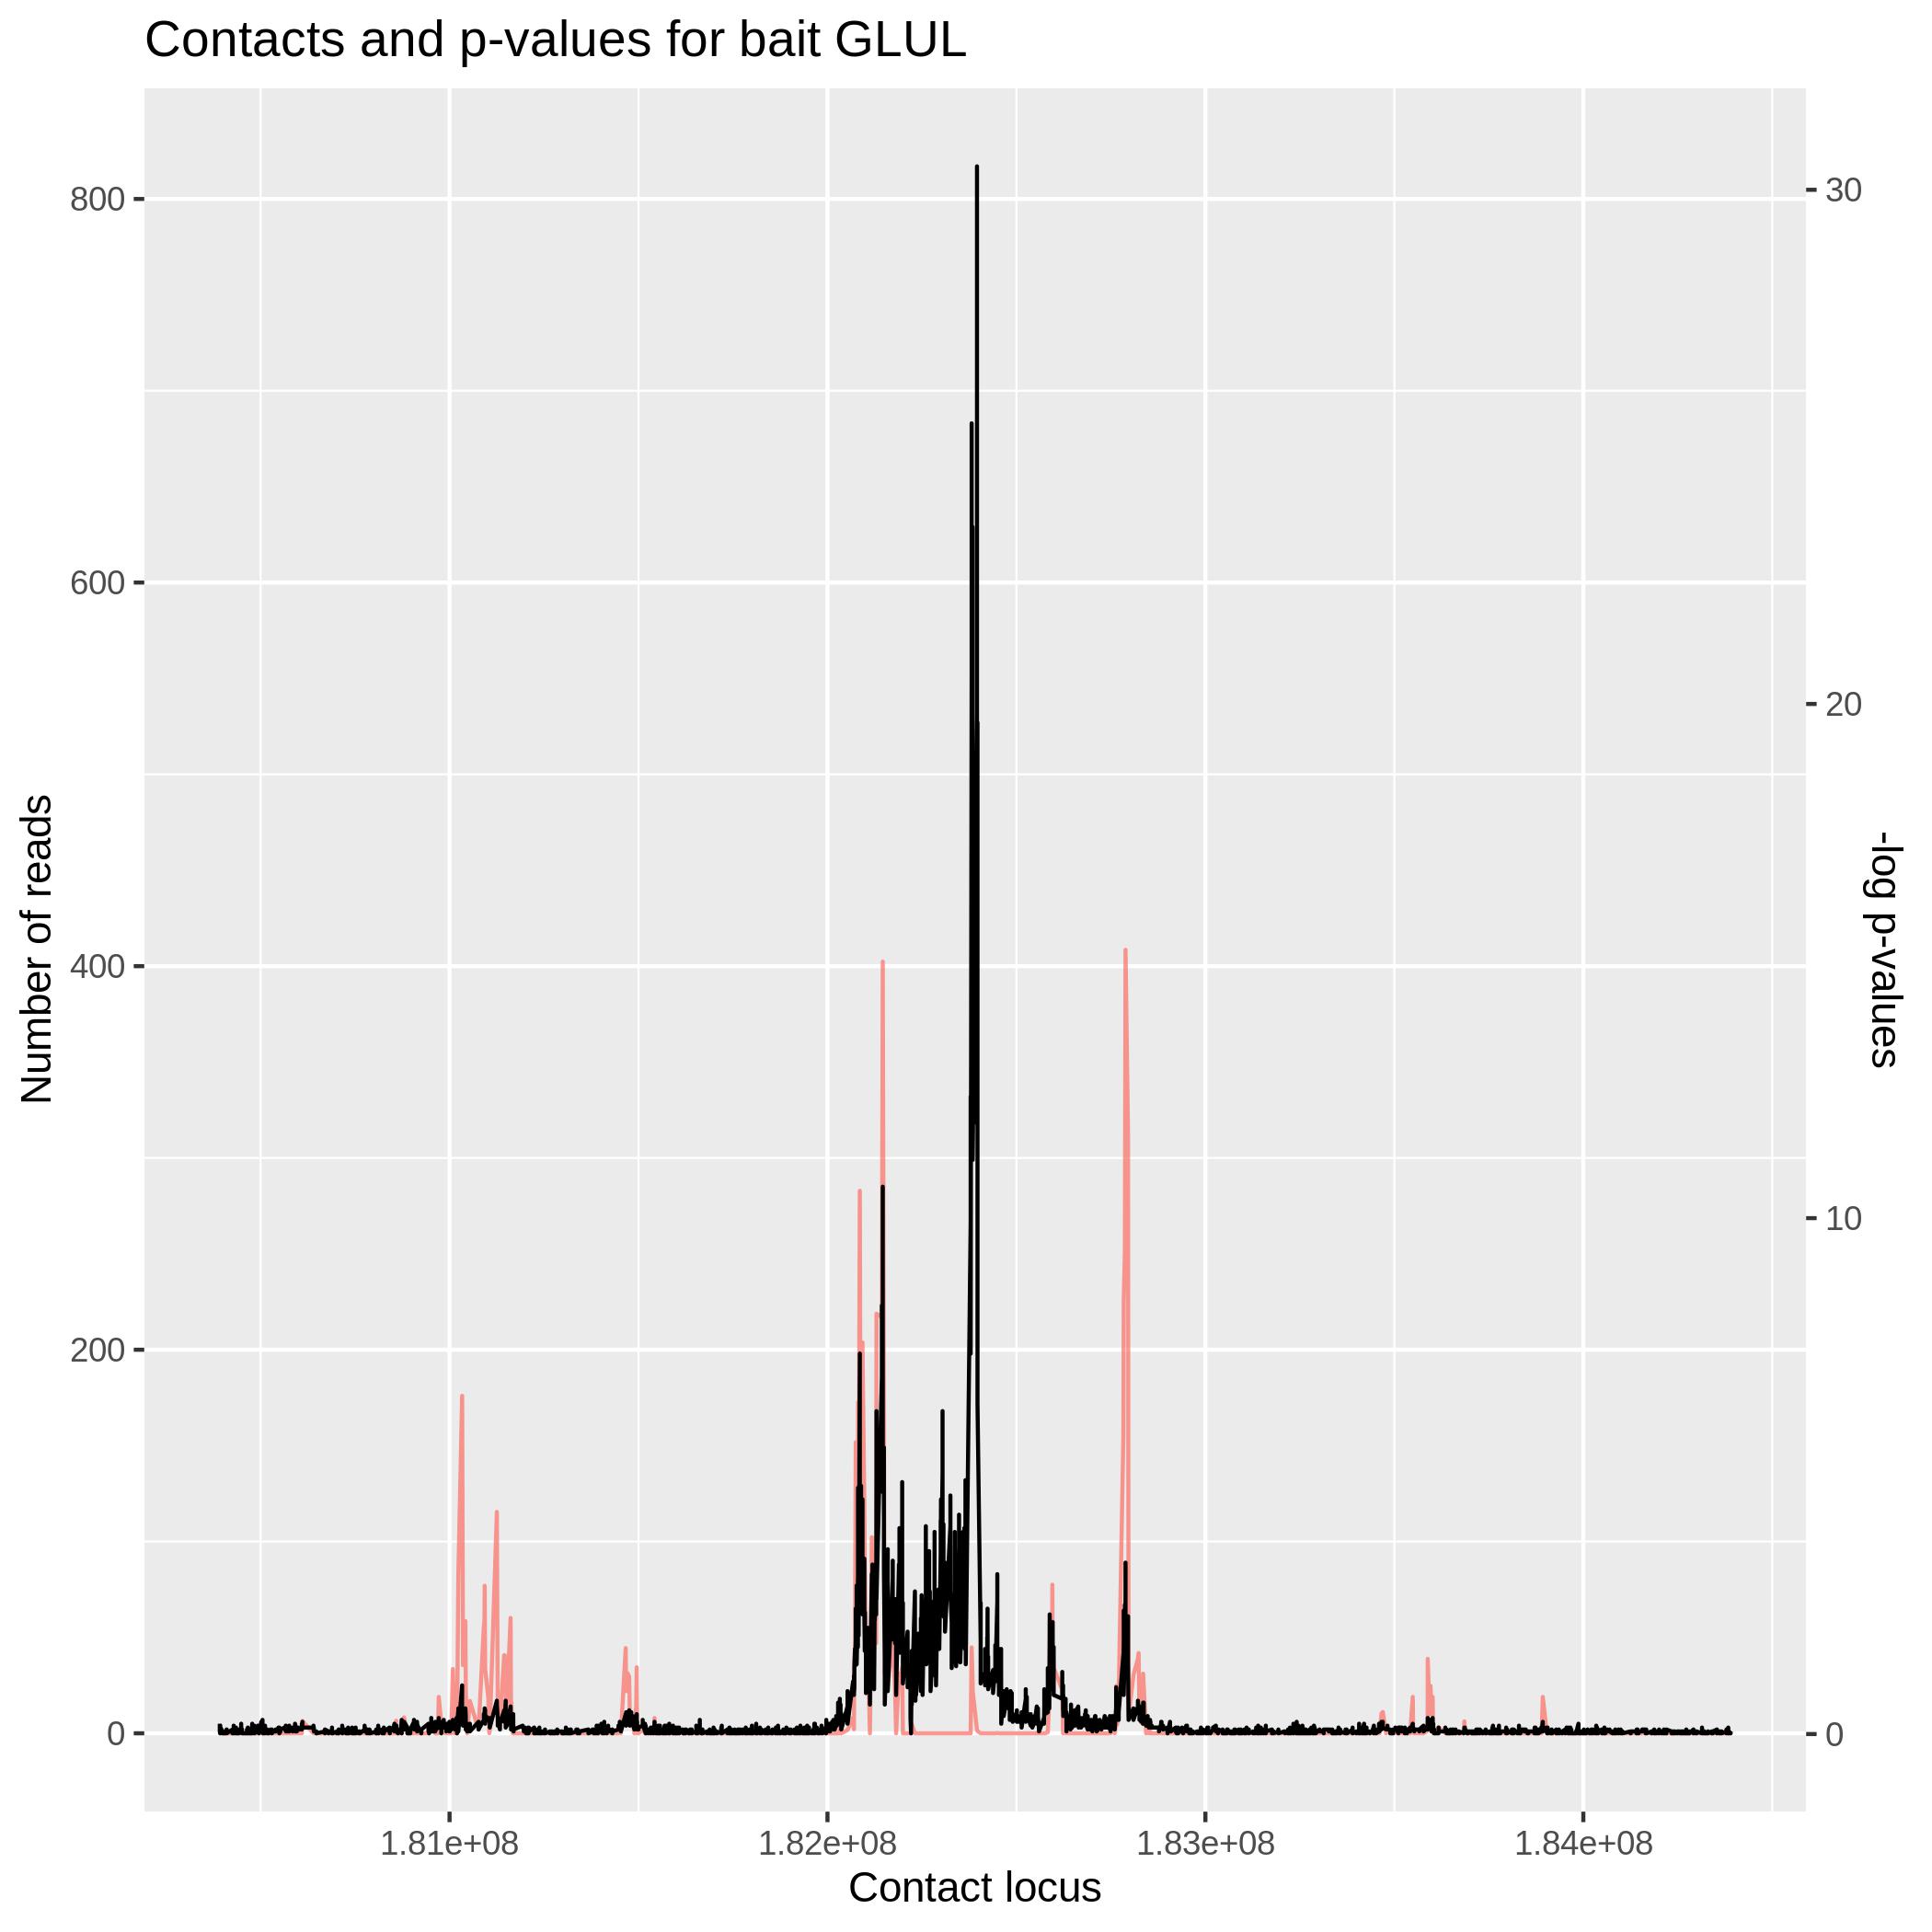 Contacts and p-values for bait GLUL
Number of reads
800
600
400
200
0
30
20
10
0
-log p-values
1.81e+08
1.82e+08
1.83e+08
1.84e+08
Contact locus